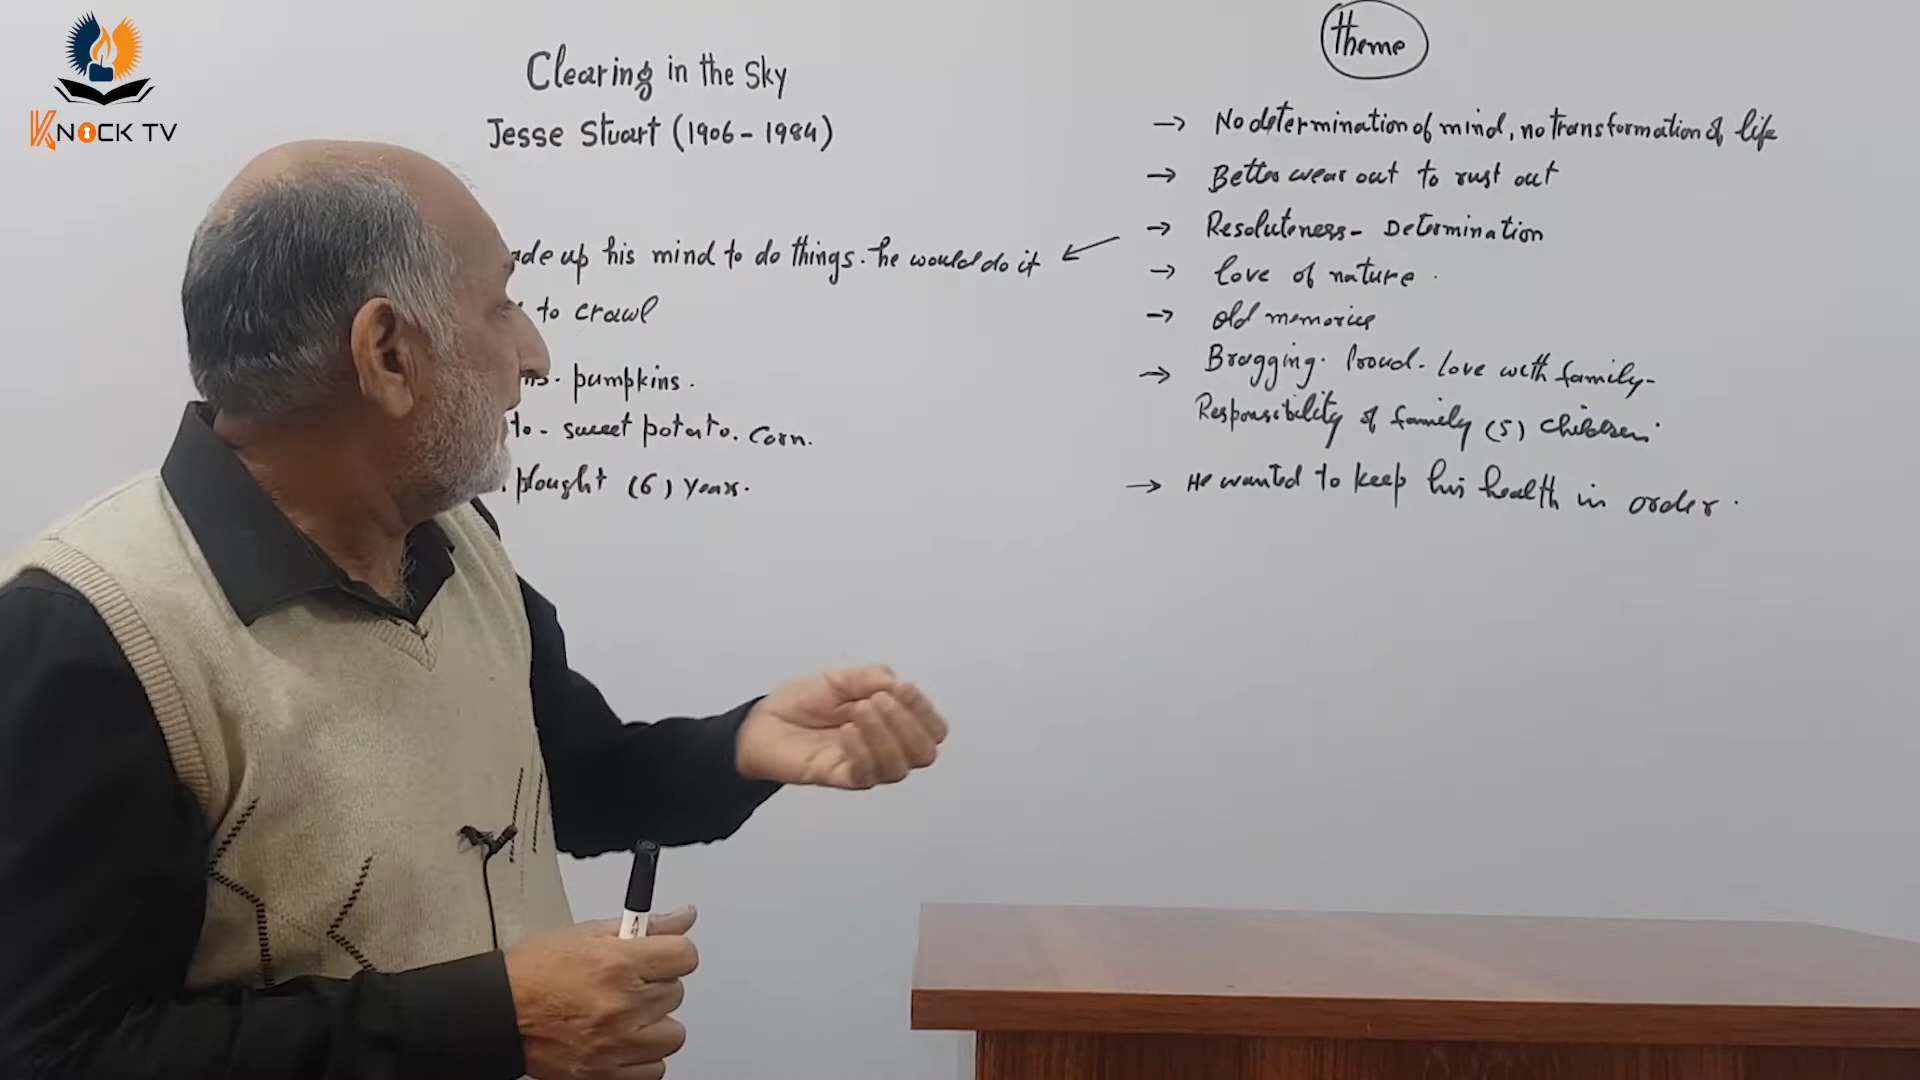 KNOCK TV
Clearing in the Sky
Jesse Stuart (1906 - 1984)
up his mind to do things. he would do it
to crawl
pumpkins.
sweet potato. Corn.
plought (6) years.
Theme
→ No determination of mind, no transformation of life
→ Better wear out to rust out
→ Resoluteness - Determination
→ love of nature.
→ old memories
→ Bragging. Proud - Love with family -
Responsibility of family (5) children
→ He wanted to keep his health in order.